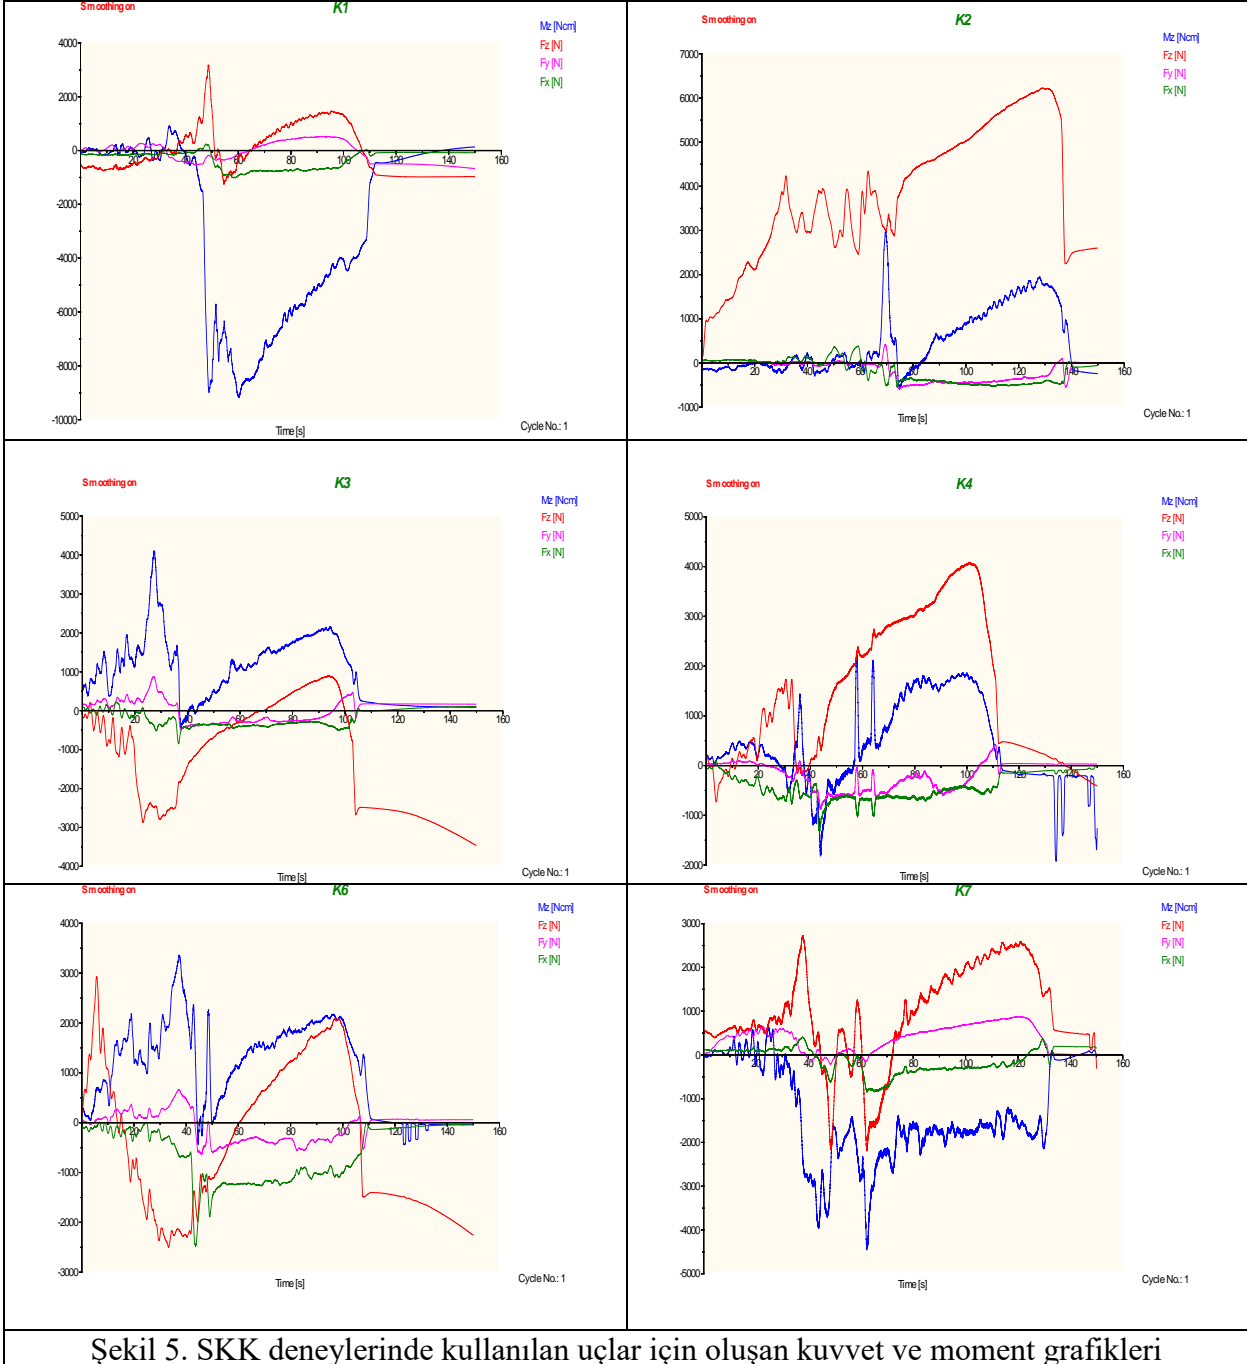 Smoothing on
K1
Mz [Ncm]
Fz [N]
Fy [N]
Fx [N]
4000
2000
0
-2000
-4000
-6000
-8000
-10000
20 40 60 80 100 120 140 160
Time [s]
Cycle No.: 1
Smoothing on
K2
Mz [Ncm]
Fz [N]
Fy [N]
Fx [N]
7000
6000
5000
4000
3000
2000
1000
0
-1000
20 40 60 80 100 120 140 160
Time [s]
Cycle No.: 1
Smoothing on
K3
Mz [Ncm]
Fz [N]
Fy [N]
Fx [N]
5000
4000
3000
2000
1000
0
-1000
-2000
-3000
-4000
20 40 60 80 100 120 140 160
Time [s]
Cycle No.: 1
Smoothing on
K4
Mz [Ncm]
Fz [N]
Fy [N]
Fx [N]
5000
4000
3000
2000
1000
0
-1000
-2000
20 40 60 80 100 120 140 160
Time [s]
Cycle No.: 1
Smoothing on
K6
Mz [Ncm]
Fz [N]
Fy [N]
Fx [N]
4000
3000
2000
1000
0
-1000
-2000
-3000
20 40 60 80 100 120 140 160
Time [s]
Cycle No.: 1
Smoothing on
K7
Mz [Ncm]
Fz [N]
Fy [N]
Fx [N]
3000
2000
1000
0
-1000
-2000
-3000
-4000
-5000
20 40 60 80 100 120 140 160
Time [s]
Cycle No.: 1
Şekil 5. SKK deneylerinde kullanılan uçlar için oluşan kuvvet ve moment grafikleri